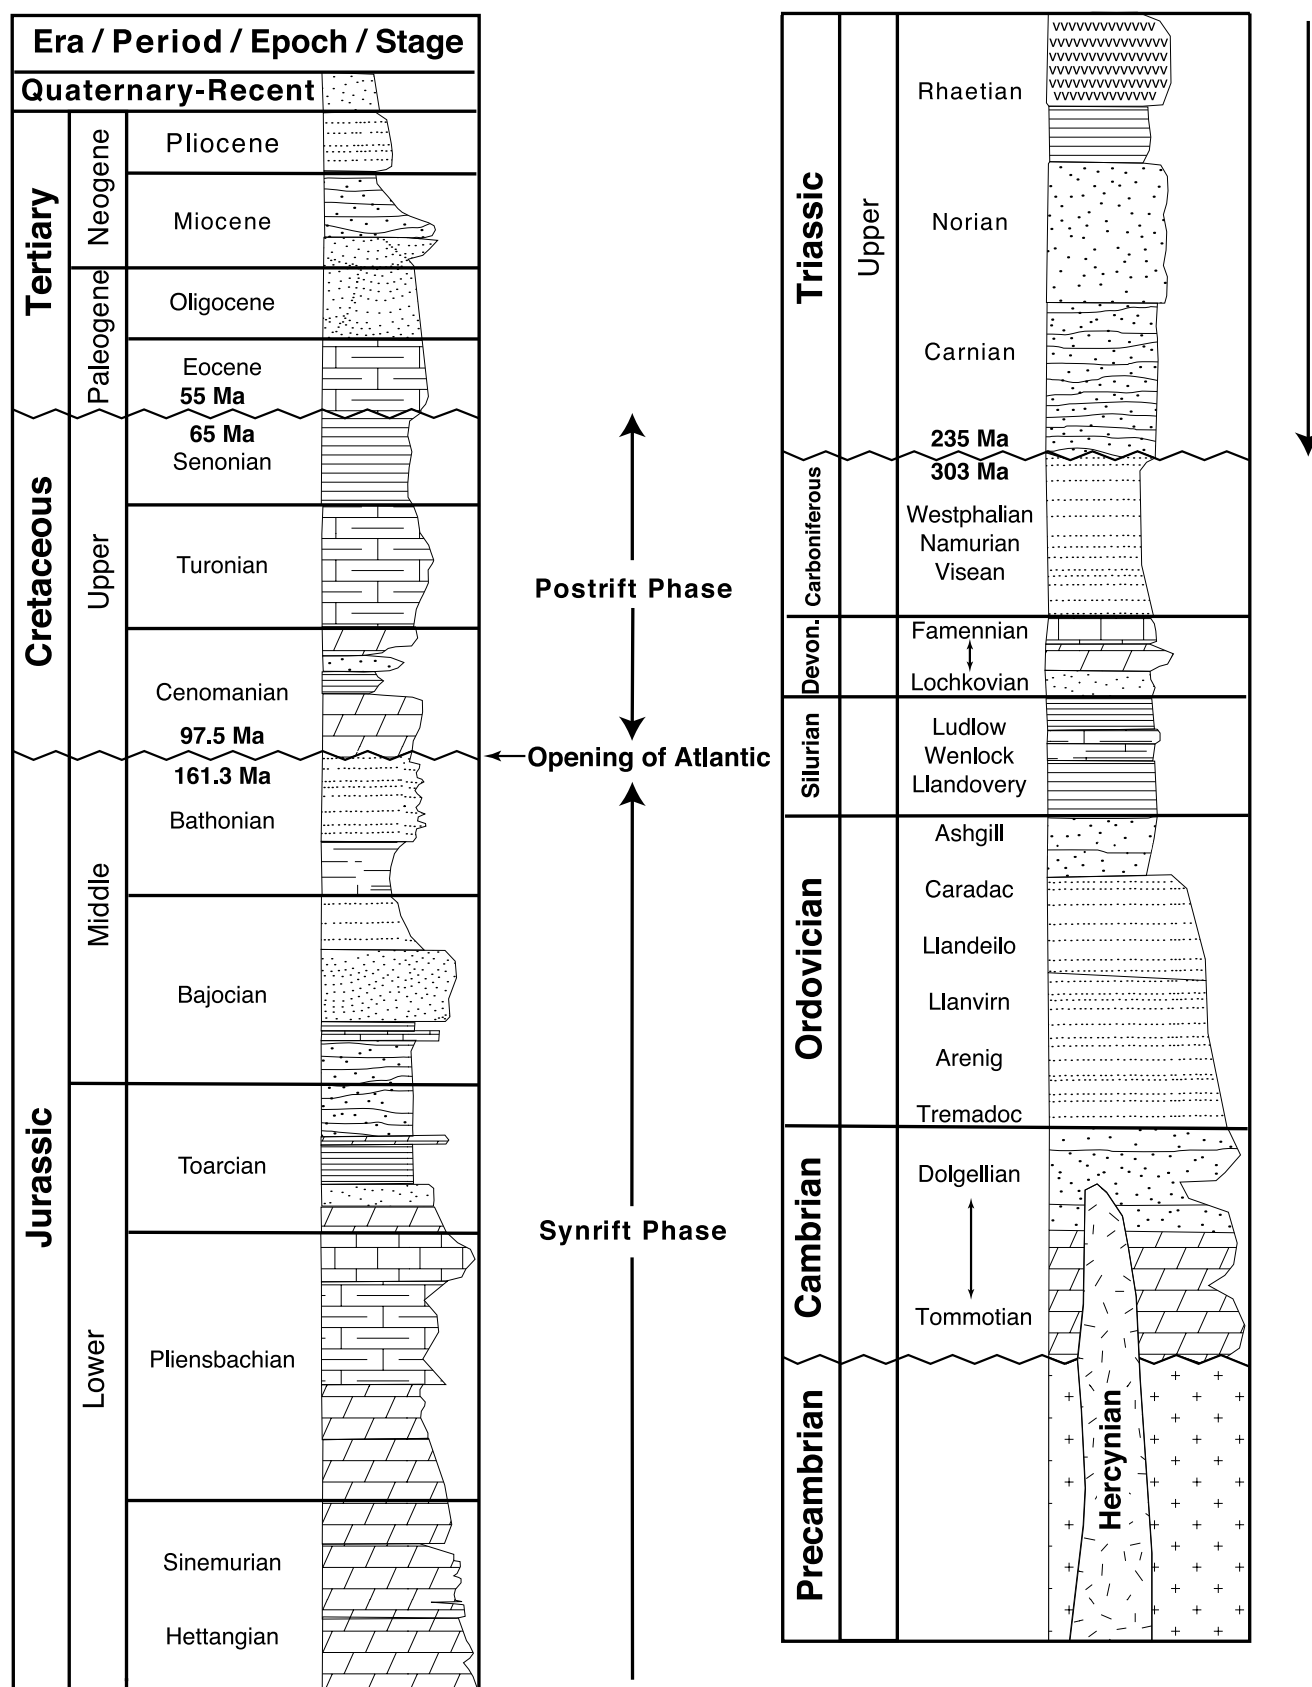 Era / Period / Epoch / Stage
Quaternary-Recent
Tertiary
Neogene
Pliocene
Miocene
Paleogene
Oligocene
Eocene
55 Ma
Cretaceous
Upper
65 Ma
Senonian
Turonian
Cenomanian
97.5 Ma
Jurassic
Middle
161.3 Ma
Bathonian
Bajocian
Lower
Toarcian
Pliensbachian
Sinemurian
Hettangian
Postrift Phase
Opening of Atlantic
Synrift Phase
Triassic
Upper
Rhaetian
Norian
Carnian
235 Ma
Carboniferous
303 Ma
Westphalian
Namurian
Visean
Devon.
Famennian
Lochkovian
Silurian
Ludlow
Wenlock
Llandovery
Ordovician
Ashgill
Caradac
Llandeilo
Llanvirn
Arenig
Tremadoc
Cambrian
Dolgellian
Tommotian
Precambrian
Hercynian